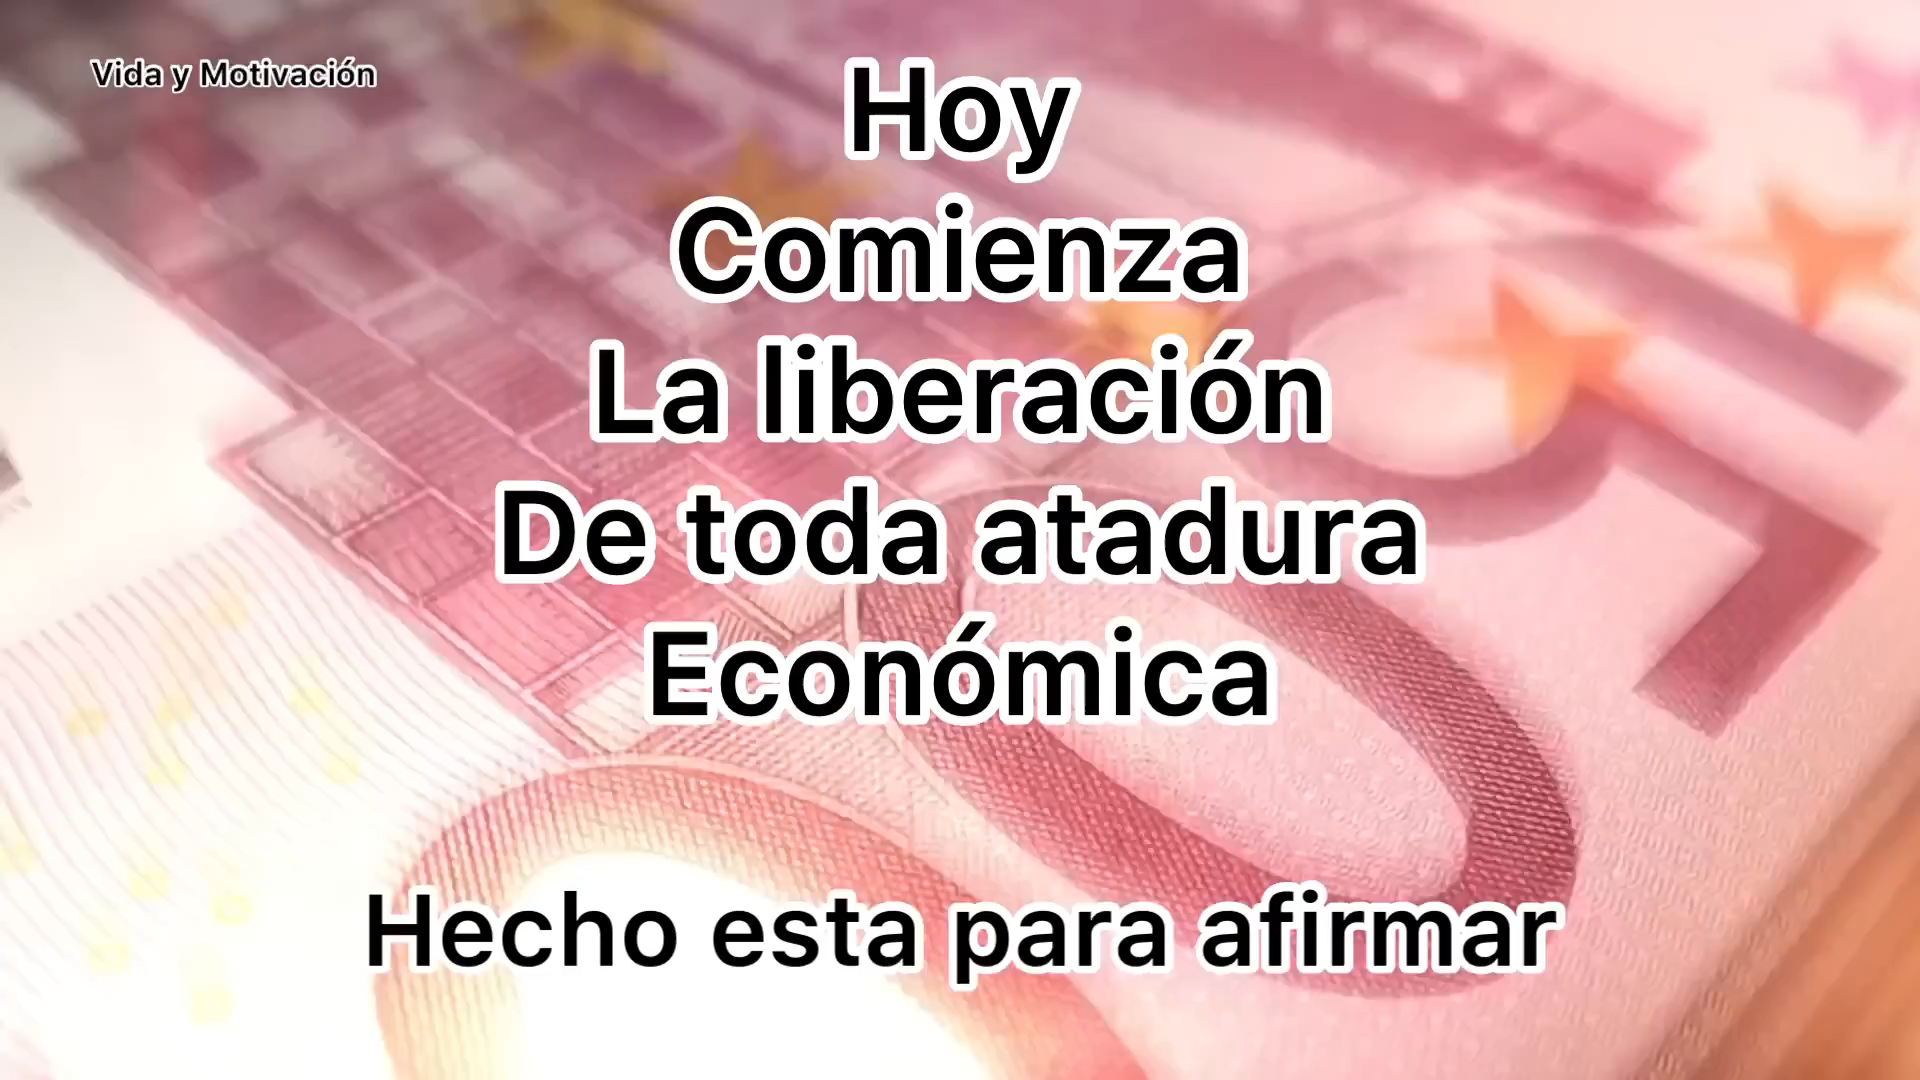 Vida y Motivación
Hoy
Comienza
La liberación
De toda atadura
Económica
Hecho esta para afirmar